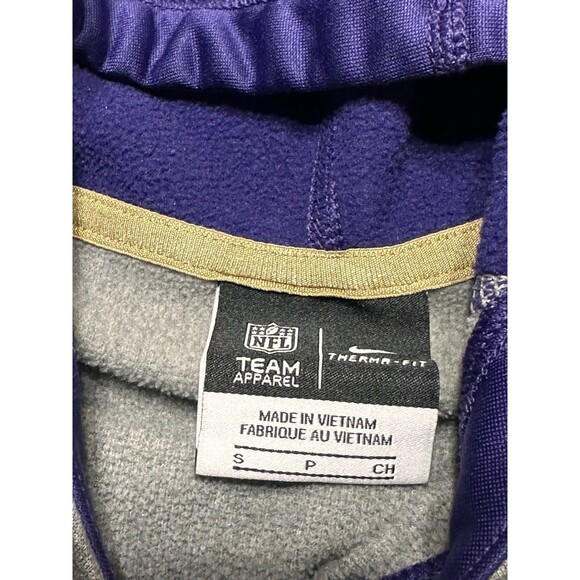 NFL
TEAM
APPAREL
THERMA-FIT
MADE IN VIETNAM
FABRIQUE AU VIETNAM
S P CH